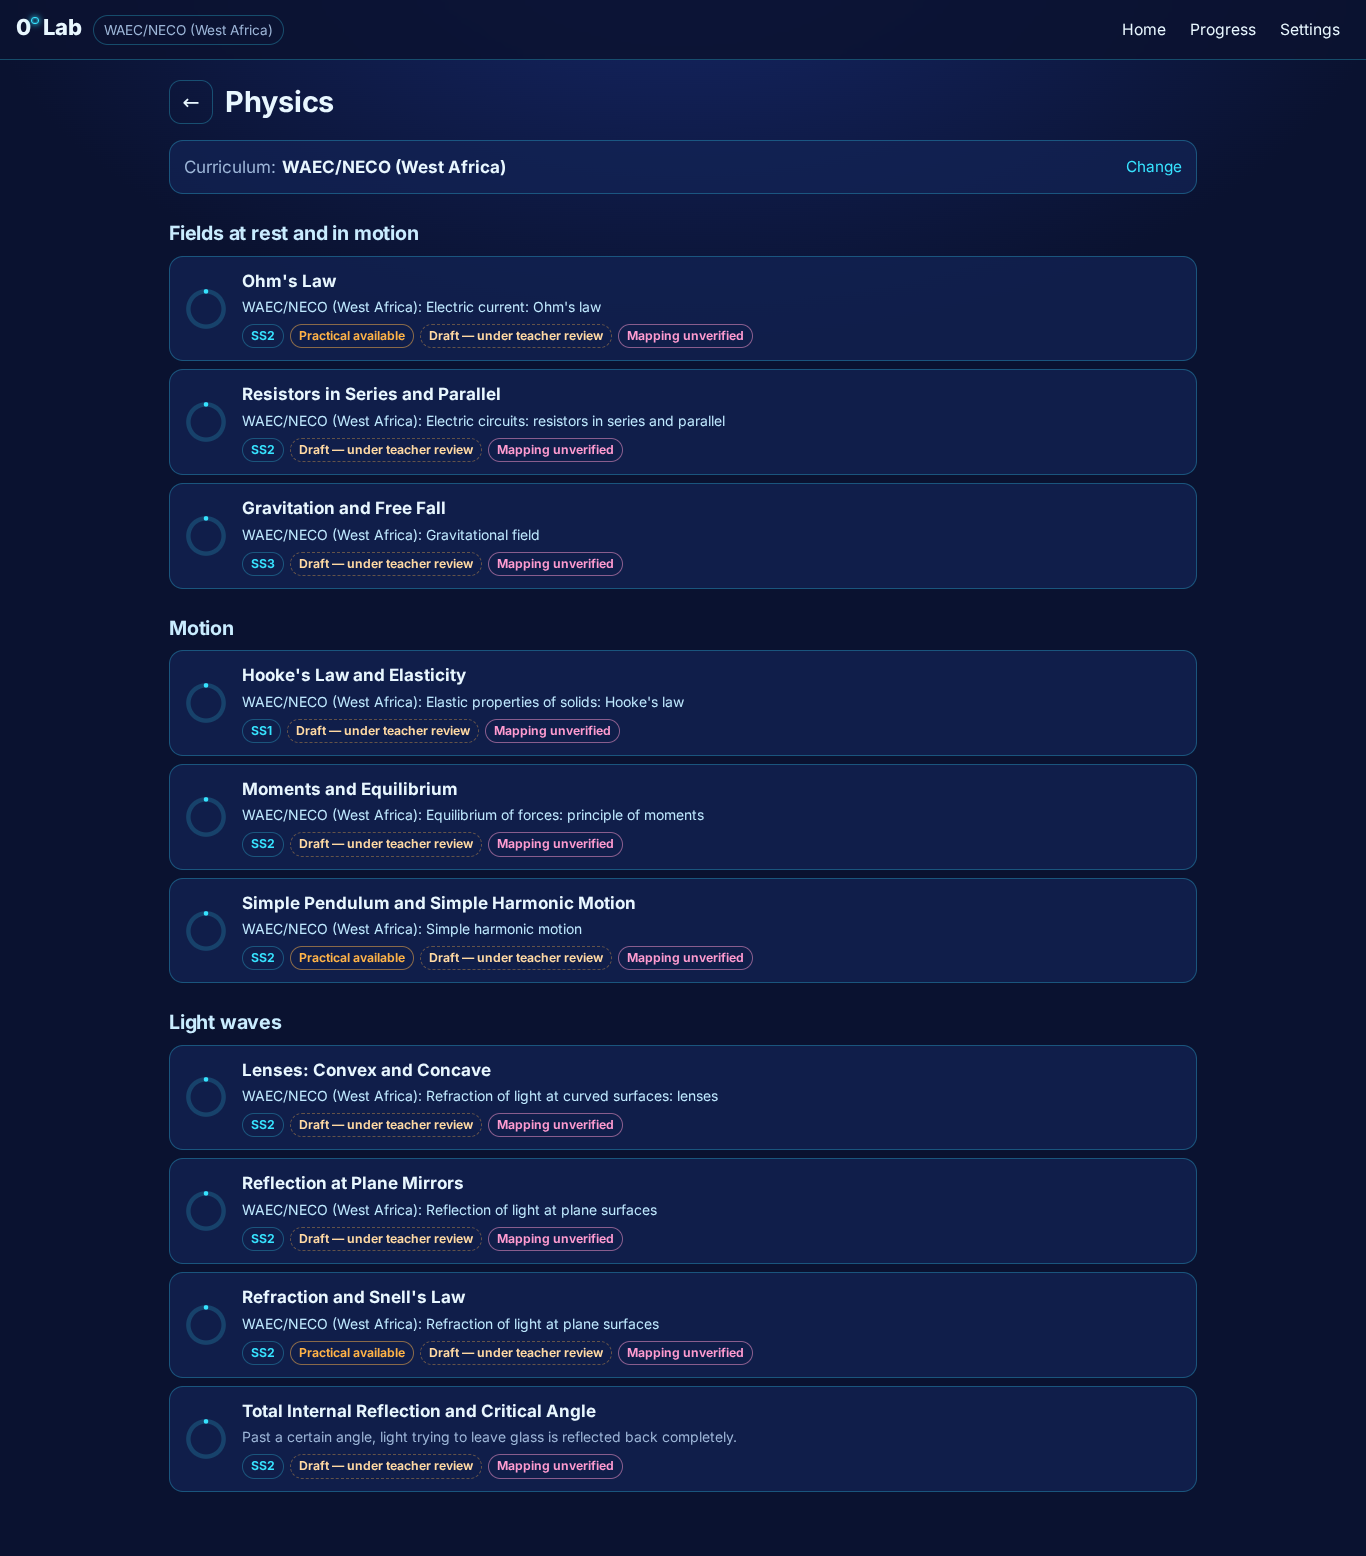 0° Lab WAEC/NECO (West Africa) Home Progress Settings
← Physics
Curriculum: WAEC/NECO (West Africa) Change
Fields at rest and in motion
Ohm's Law
WAEC/NECO (West Africa): Electric current: Ohm's law
SS2 Practical available Draft — under teacher review Mapping unverified
Resistors in Series and Parallel
WAEC/NECO (West Africa): Electric circuits: resistors in series and parallel
SS2 Draft — under teacher review Mapping unverified
Gravitation and Free Fall
WAEC/NECO (West Africa): Gravitational field
SS3 Draft — under teacher review Mapping unverified
Motion
Hooke's Law and Elasticity
WAEC/NECO (West Africa): Elastic properties of solids: Hooke's law
SS1 Draft — under teacher review Mapping unverified
Moments and Equilibrium
WAEC/NECO (West Africa): Equilibrium of forces: principle of moments
SS2 Draft — under teacher review Mapping unverified
Simple Pendulum and Simple Harmonic Motion
WAEC/NECO (West Africa): Simple harmonic motion
SS2 Practical available Draft — under teacher review Mapping unverified
Light waves
Lenses: Convex and Concave
WAEC/NECO (West Africa): Refraction of light at curved surfaces: lenses
SS2 Draft — under teacher review Mapping unverified
Reflection at Plane Mirrors
WAEC/NECO (West Africa): Reflection of light at plane surfaces
SS2 Draft — under teacher review Mapping unverified
Refraction and Snell's Law
WAEC/NECO (West Africa): Refraction of light at plane surfaces
SS2 Practical available Draft — under teacher review Mapping unverified
Total Internal Reflection and Critical Angle
Past a certain angle, light trying to leave glass is reflected back completely.
SS2 Draft — under teacher review Mapping unverified